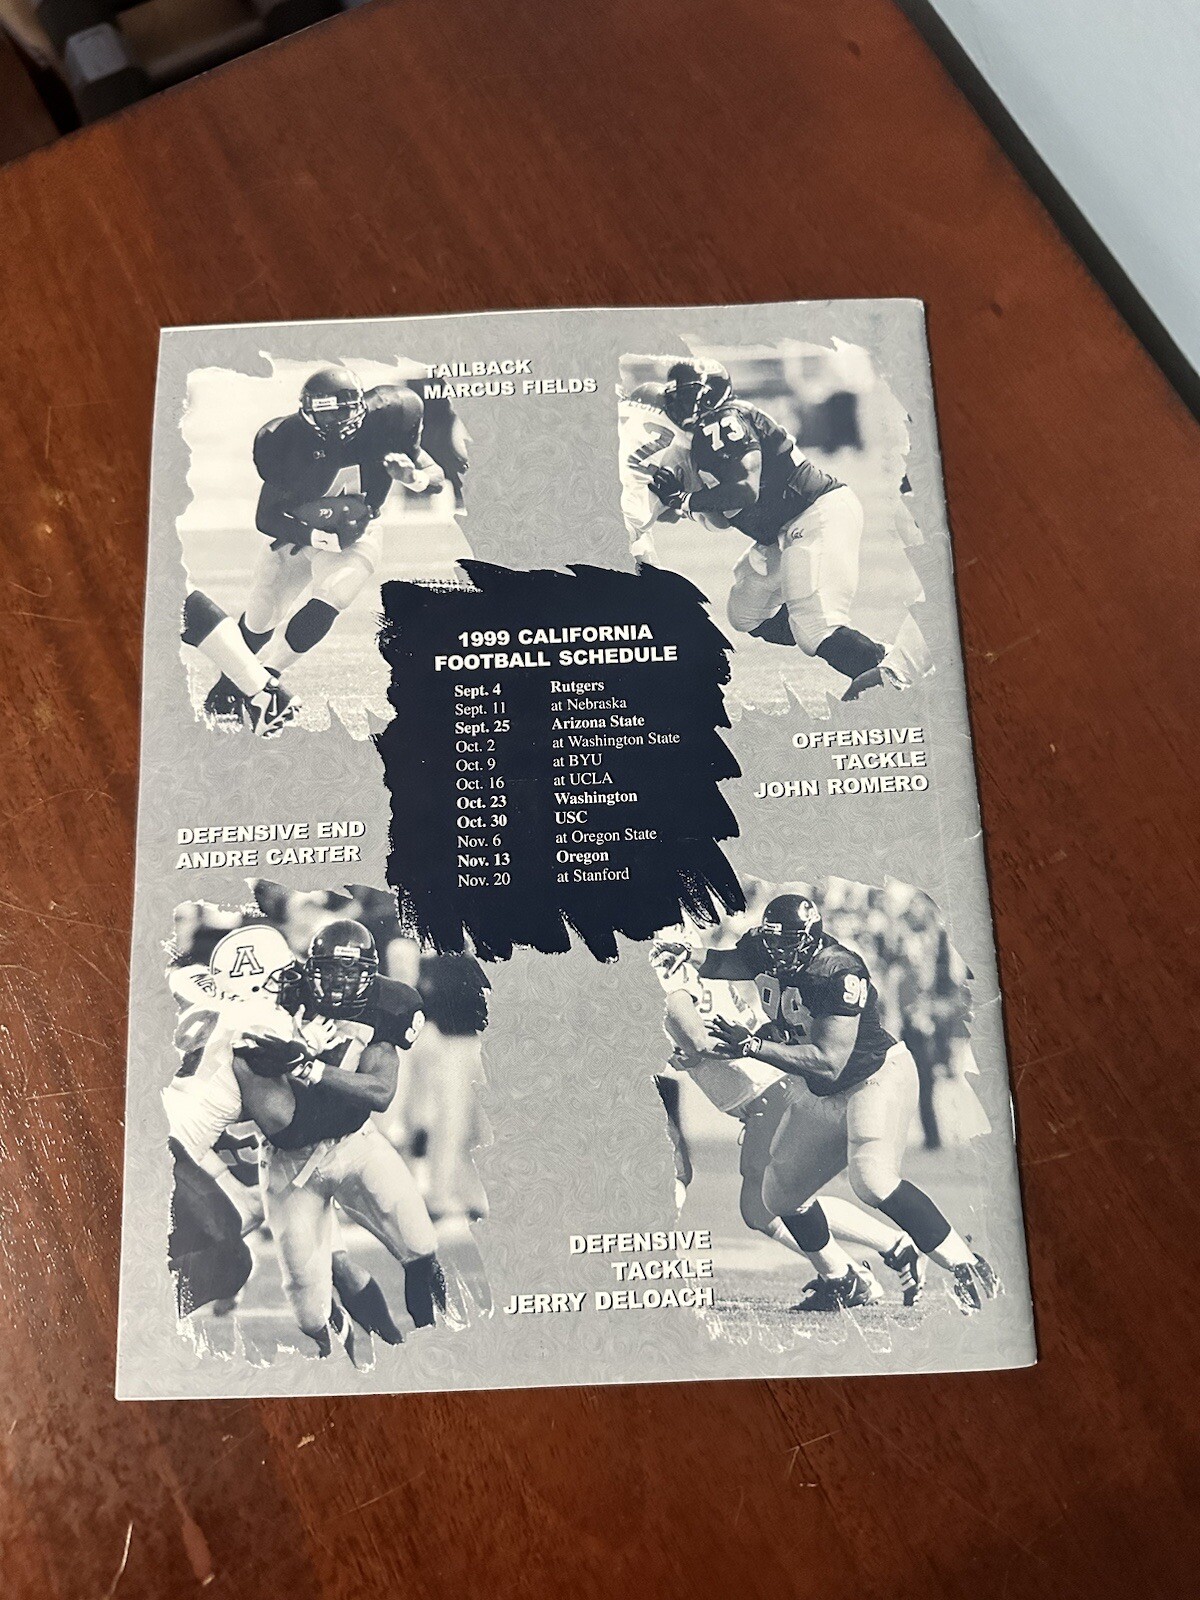 TAILBACK
MARCUS FIELDS
4
73
1999 CALIFORNIA
FOOTBALL SCHEDULE
Sept. 4 Rutgers
Sept. 11 at Nebraska
Sept. 25 Arizona State
Oct. 2 at Washington State
Oct. 9 at BYU
Oct. 16 at UCLA
Oct. 23 Washington
Oct. 30 USC
Nov. 6 at Oregon State
Nov. 13 Oregon
Nov. 20 at Stanford
OFFENSIVE
TACKLE
JOHN ROMERO
DEFENSIVE END
ANDRE CARTER
A
94
DEFENSIVE
TACKLE
JERRY DELOACH